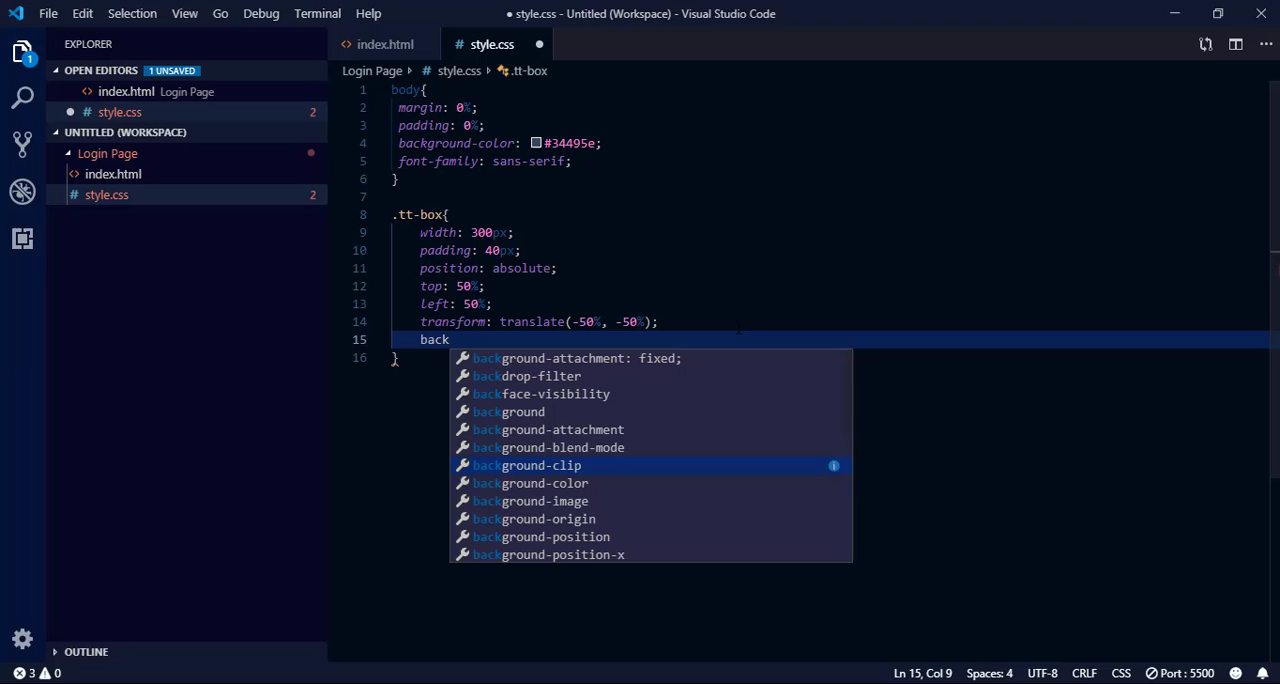 File Edit Selection View Go Debug Terminal Help
● style.css - Untitled (Workspace) - Visual Studio Code
EXPLORER
OPEN EDITORS 1 UNSAVED
index.html Login Page
style.css 2
UNTITLED (WORKSPACE)
Login Page
index.html
style.css 2
OUTLINE
1
index.html
# style.css
Login Page # style.css .tt-box
1 body{
2 margin: 0%;
3 padding: 0%;
4 background-color: #34495e;
5 font-family: sans-serif;
6 }
7
8 .tt-box{
9 width: 300px;
10 padding: 40px;
11 position: absolute;
12 top: 50%;
13 left: 50%;
14 transform: translate(-50%, -50%);
15 back
16 }
background-attachment: fixed;
backdrop-filter
backface-visibility
background
background-attachment
background-blend-mode
background-clip
background-color
background-image
background-origin
background-position
background-position-x
3 0
Ln 15, Col 9 Spaces: 4 UTF-8 CRLF CSS Port : 5500